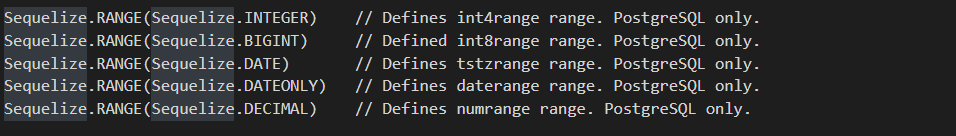 Sequelize.RANGE(Sequelize.INTEGER)    // Defines int4range range. PostgreSQL only.
Sequelize.RANGE(Sequelize.BIGINT)     // Defined int8range range. PostgreSQL only.
Sequelize.RANGE(Sequelize.DATE)       // Defines tstzrange range. PostgreSQL only.
Sequelize.RANGE(Sequelize.DATEONLY)   // Defines daterange range. PostgreSQL only.
Sequelize.RANGE(Sequelize.DECIMAL)    // Defines numrange range. PostgreSQL only.